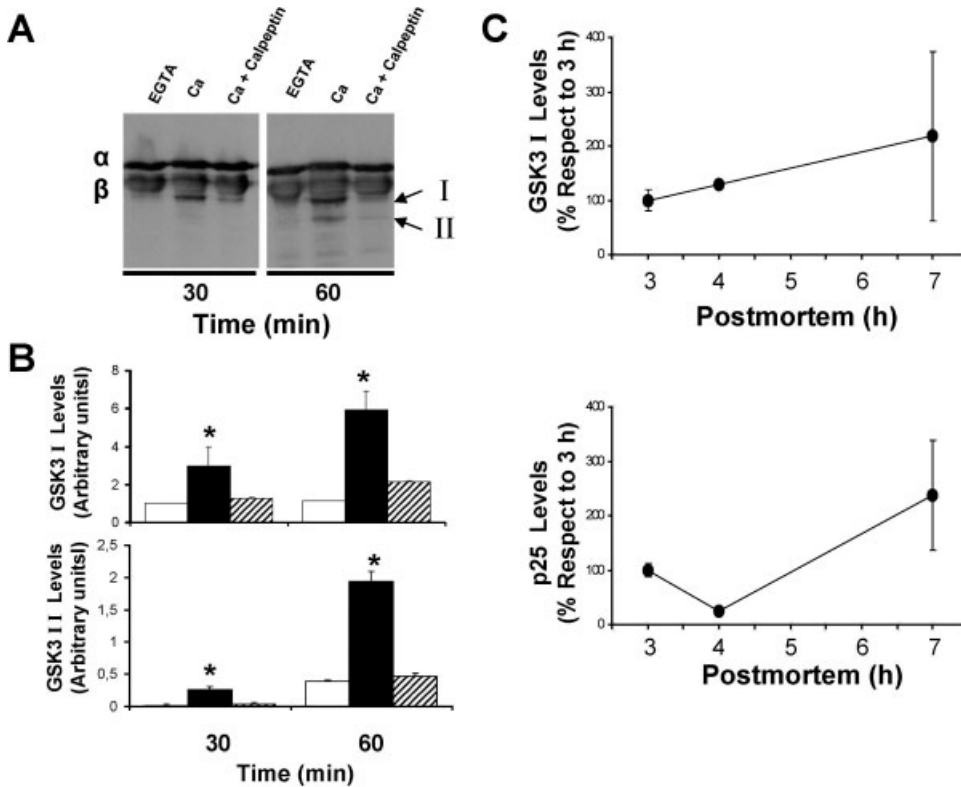 A
EGTA
Ca
Ca + Calpeptin
EGTA
Ca
Ca + Calpeptin
α
β
I
II
30
60
Time (min)
B
GSK3 I Levels
(Arbitrary unitsI)
8
6
4
2
0
*
*
GSK3 II Levels
(Arbitrary unitsI)
2,5
2
1,5
1
0,5
0
*
*
30
60
Time (min)
C
GSK3 I Levels
(% Respect to 3 h)
400
300
200
100
0
3 4 5 6 7
Postmortem (h)
p25 Levels
(% Respect to 3 h)
400
300
200
100
0
3 4 5 6 7
Postmortem (h)